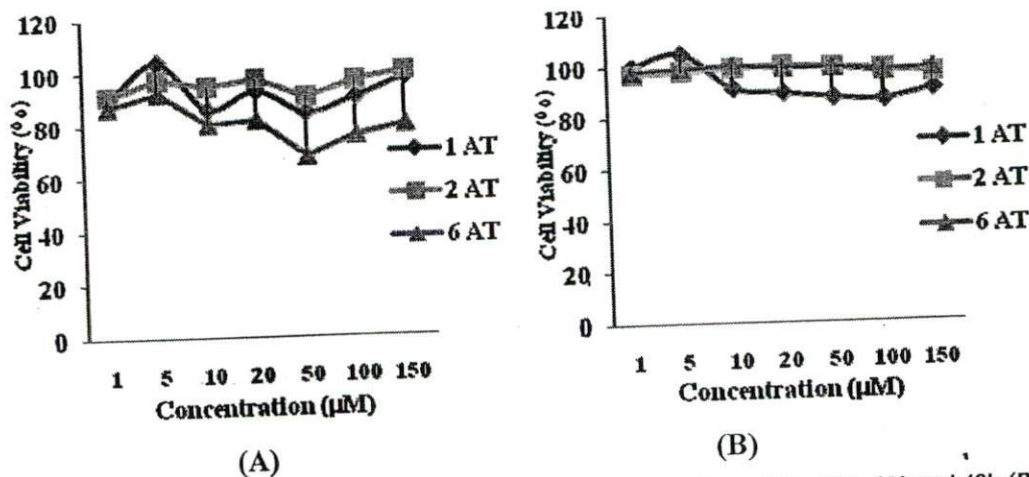 120
100
80
60
40
20
0
Cell Viability (%)
1 AT
2 AT
6 AT
1 5 10 20 50 100 150
Concentration (µM)
(A)
120
100
80
60
40
20
0
Cell Viability (%)
1 AT
2 AT
6 AT
1 5 10 20 50 100 150
Concentration (µM)
(B)